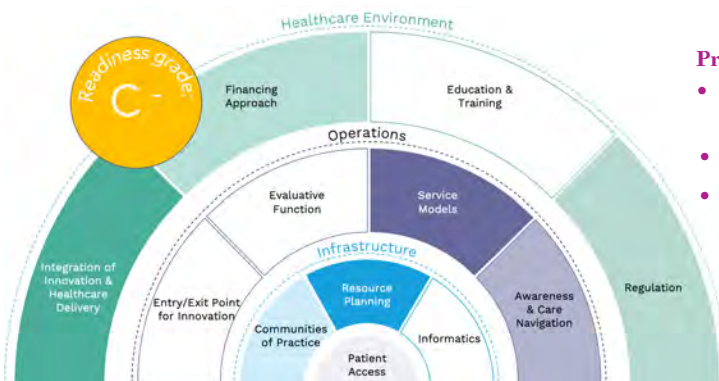 Healthcare Environment
Readiness grade:
C-
Financing
Approach
Education &
Training
Pr
Operations
Evaluative
Function
Service
Models
Integration of
Innovation &
Healthcare
Delivery
Entry/Exit Point
for Innovation
Infrastructure
Resource
Planning
Awareness
& Care
Navigation
Regulation
Communities
of Practice
Informatics
Patient
Access